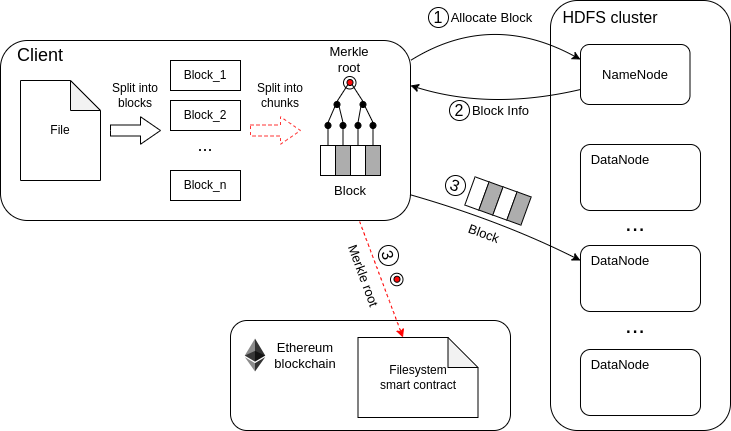 Client
File
Split into
blocks
Block_1
Block_2
...
Block_n
Split into
chunks
Merkle
root
Block
1 Allocate Block
2 Block Info
3
Block
3
Merkle root
HDFS cluster
NameNode
DataNode
...
DataNode
...
DataNode
Ethereum
blockchain
Filesystem
smart contract